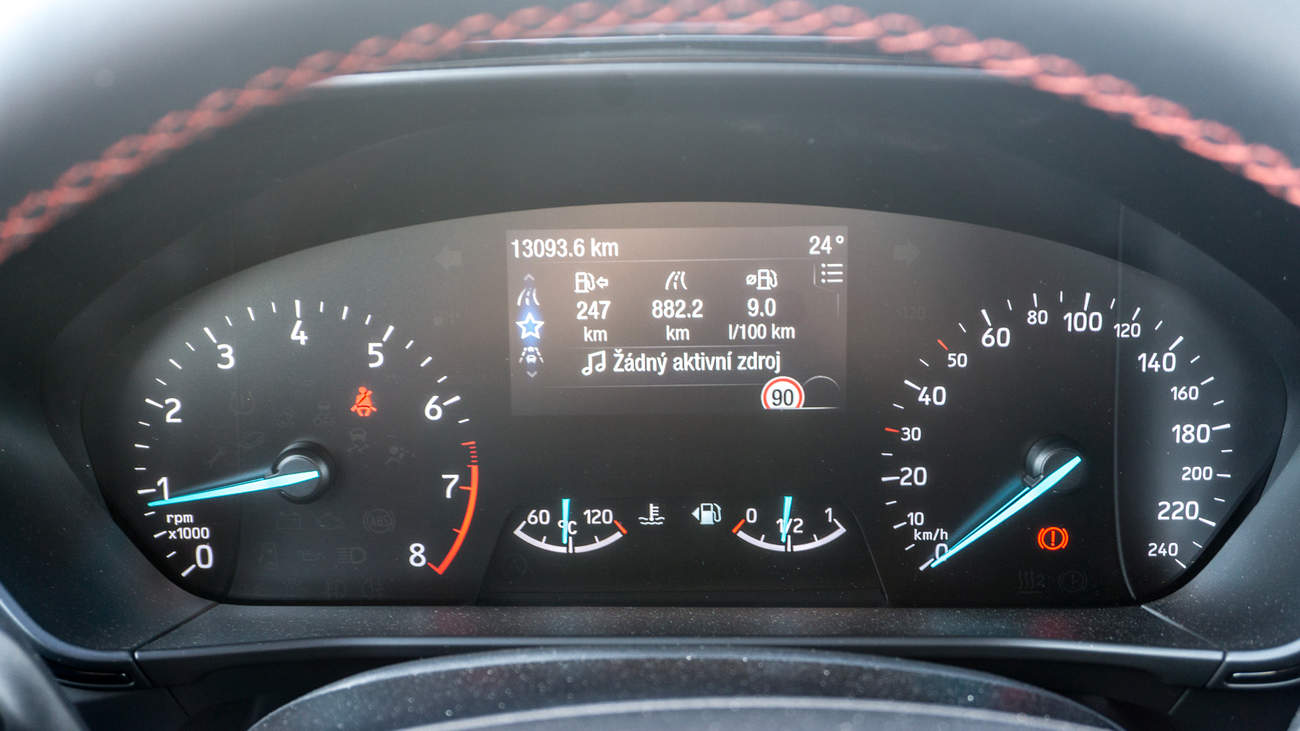 13093.6 km 24°
247 882.2 9.0
km km l/100 km
Žádný aktivní zdroj
90
0 1 2 3 4 5 6 7 8
rpm
x1000
60 °C 120
0 1/2 1
0 10 20 30 40 50 60 80 100 120 140 160 180 200 220 240
km/h
ABS